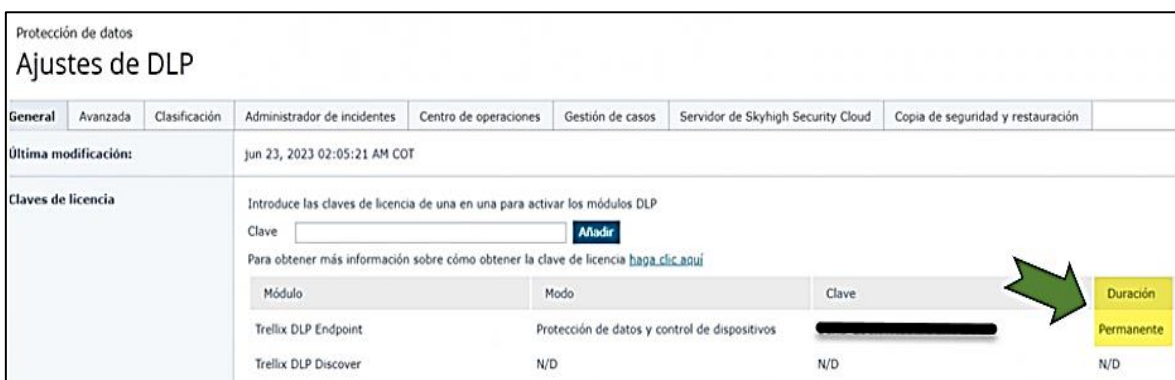 Protección de datos
Ajustes de DLP
General Avanzada Clasificación Administrador de incidentes Centro de operaciones Gestión de casos Servidor de Skyhigh Security Cloud Copia de seguridad y restauración
Última modificación: jun 23, 2023 02:05:21 AM COT
Claves de licencia
Introduce las claves de licencia de una en una para activar los módulos DLP
Clave Añadir
Para obtener más información sobre cómo obtener la clave de licencia haga clic aquí
Módulo Modo Clave Duración
Trellix DLP Endpoint Protección de datos y control de dispositivos Permanente
Trellix DLP Discover N/D N/D N/D